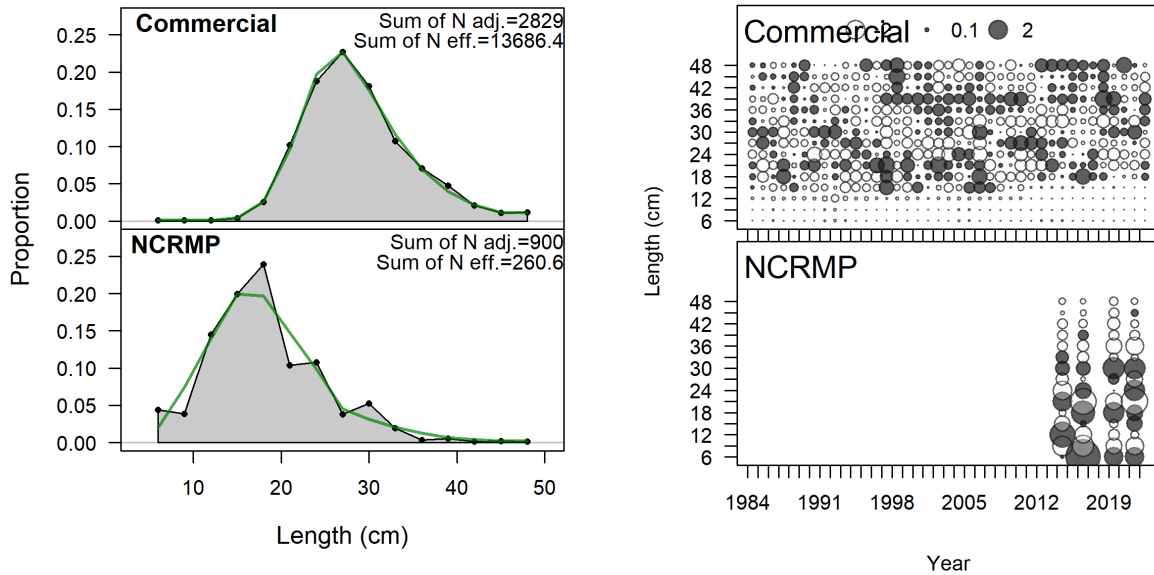 Commercial
Sum of N adj.=2829
Sum of N eff.=13686.4
0.25
0.20
0.15
0.10
0.05
0.00
NCRMP
Sum of N adj.=900
Sum of N eff.=260.6
0.25
0.20
0.15
0.10
0.05
0.00
Proportion
10 20 30 40 50
Length (cm)
Commercial
0.1 2
48
42
36
30
24
18
12
6
NCRMP
48
42
36
30
24
18
12
6
Length (cm)
1984 1991 1998 2005 2012 2019
Year